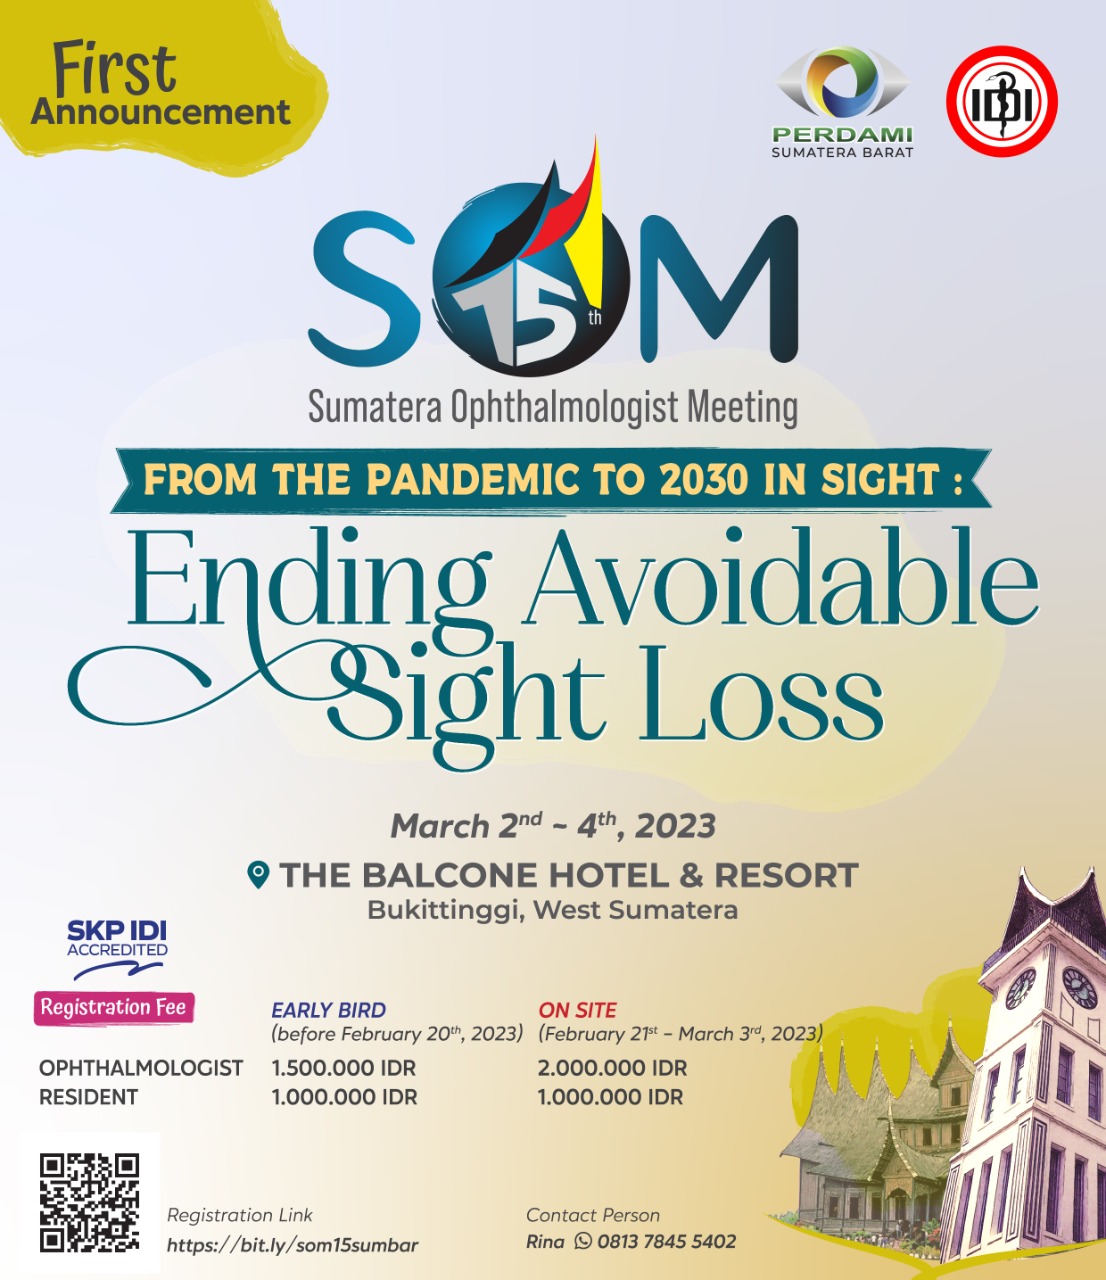 First
Announcement
PERDAMI
SUMATERA BARAT
IDI
SOM
15th
Sumatera Ophthalmologist Meeting
FROM THE PANDEMIC TO 2030 IN SIGHT :
Ending Avoidable
Sight Loss
March 2nd ~ 4th, 2023
THE BALCONE HOTEL & RESORT
Bukittinggi, West Sumatera
SKP IDI
ACCREDITED
Registration Fee
EARLY BIRD ON SITE
(before February 20th, 2023) (February 21st – March 3rd, 2023)
OPHTHALMOLOGIST 1.500.000 IDR 2.000.000 IDR
RESIDENT 1.000.000 IDR 1.000.000 IDR
Registration Link
https://bit.ly/som15sumbar
Contact Person
Rina 0813 7845 5402